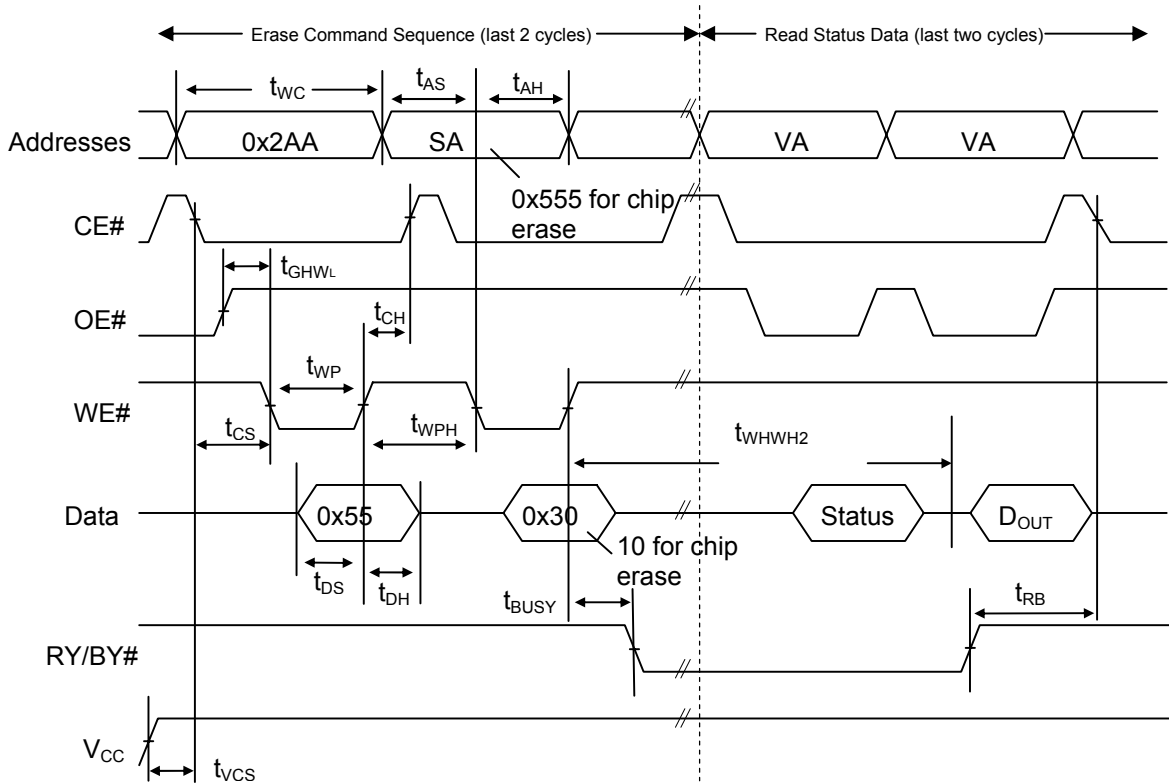 Erase Command Sequence (last 2 cycles)
Read Status Data (last two cycles)
tWC
tAS
tAH
Addresses
0x2AA
SA
VA
VA
0x555 for chip
erase
CE#
tGHWL
OE#
tCH
tWP
WE#
tCS
tWPH
tWHWH2
Data
0x55
0x30
Status
DOUT
10 for chip
erase
tDS
tDH
tBUSY
tRB
RY/BY#
VCC
tVCS